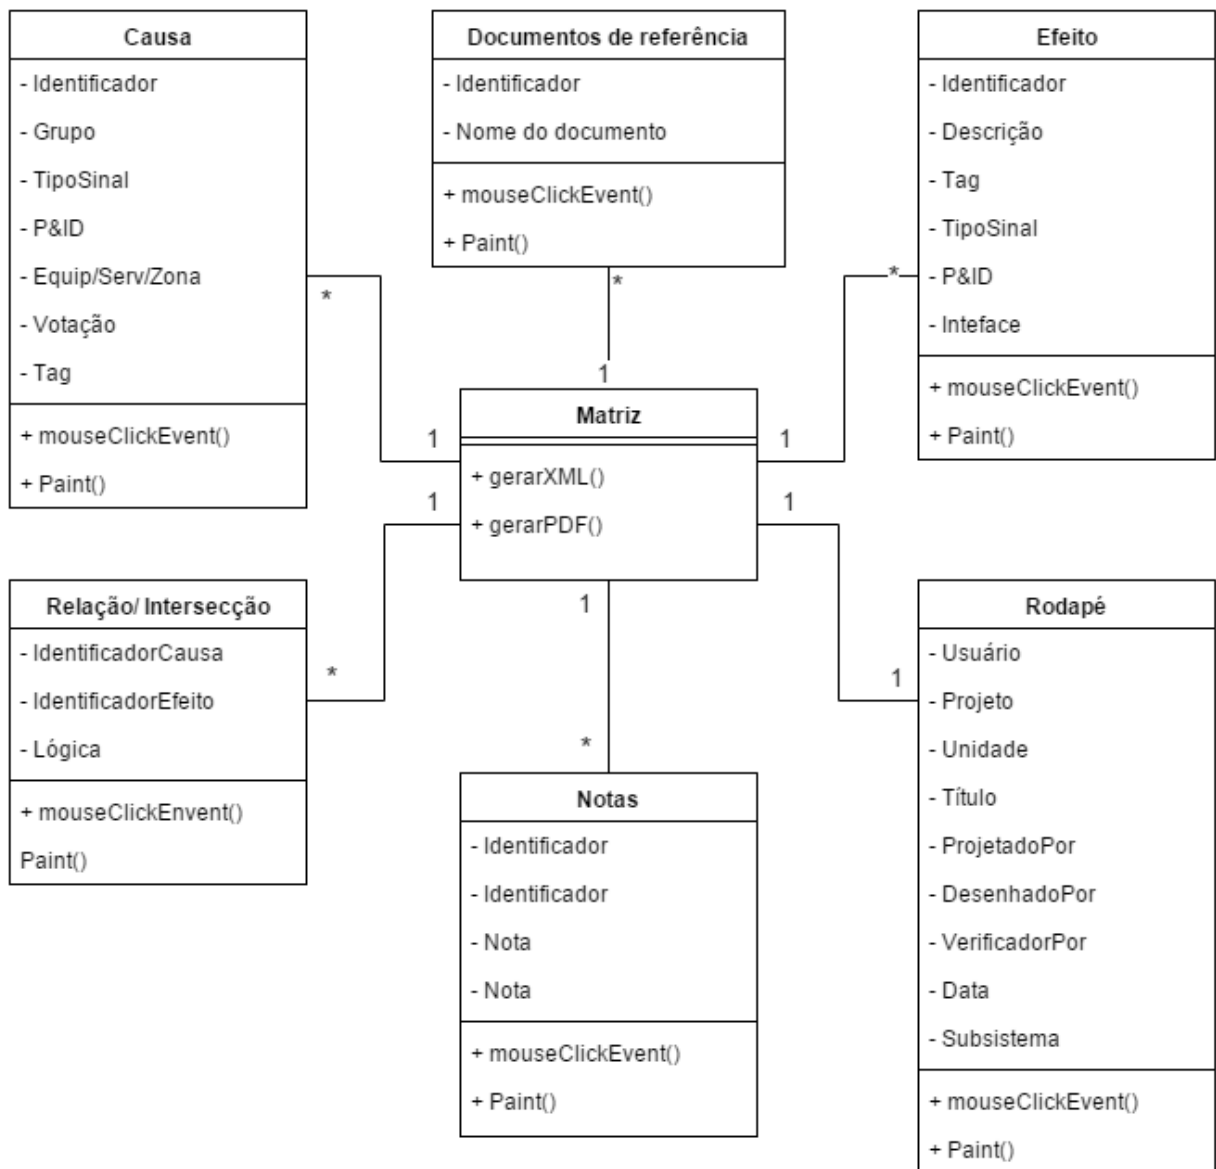 Causa
- Identificador
- Grupo
- TipoSinal
- P&ID
- Equip/Serv/Zona
- Votação
- Tag
+ mouseClickEvent()
+ Paint()
*
1
Documentos de referência
- Identificador
- Nome do documento
+ mouseClickEvent()
+ Paint()
*
1
Efeito
- Identificador
- Descrição
- Tag
- TipoSinal
- P&ID
- Inteface
+ mouseClickEvent()
+ Paint()
*
1
Matriz
+ gerarXML()
+ gerarPDF()
1
1
1
Relação/ Intersecção
- IdentificadorCausa
- IdentificadorEfeito
- Lógica
+ mouseClickEnvent()
Paint()
*
*
Notas
- Identificador
- Identificador
- Nota
- Nota
+ mouseClickEvent()
+ Paint()
1
Rodapé
- Usuário
- Projeto
- Unidade
- Título
- ProjetadoPor
- DesenhadoPor
- VerificadorPor
- Data
- Subsistema
+ mouseClickEvent()
+ Paint()